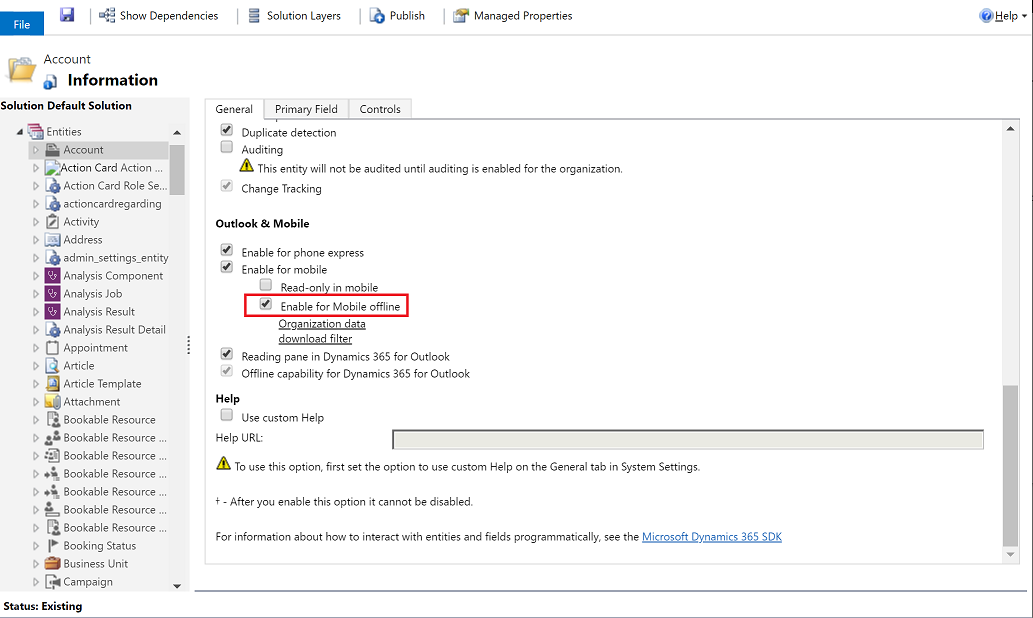 File
Show Dependencies
Solution Layers
Publish
Managed Properties
Help
Account
Information
Solution Default Solution
Entities
Account
Action Card Action ...
Action Card Role Se...
actioncardregarding
Activity
Address
admin_settings_entity
Analysis Component
Analysis Job
Analysis Result
Analysis Result Detail
Appointment
Article
Article Template
Attachment
Bookable Resource
Bookable Resource ...
Bookable Resource ...
Bookable Resource ...
Bookable Resource ...
Bookable Resource ...
Bookable Resource ...
Booking Status
Business Unit
Campaign
General
Primary Field
Controls
Duplicate detection
Auditing
This entity will not be audited until auditing is enabled for the organization.
Change Tracking
Outlook & Mobile
Enable for phone express
Enable for mobile
Read-only in mobile
Enable for Mobile offline
Organization data
download filter
Reading pane in Dynamics 365 for Outlook
Offline capability for Dynamics 365 for Outlook
Help
Use custom Help
Help URL:
To use this option, first set the option to use custom Help on the General tab in System Settings.
† - After you enable this option it cannot be disabled.
For information about how to interact with entities and fields programmatically, see the Microsoft Dynamics 365 SDK
Status: Existing